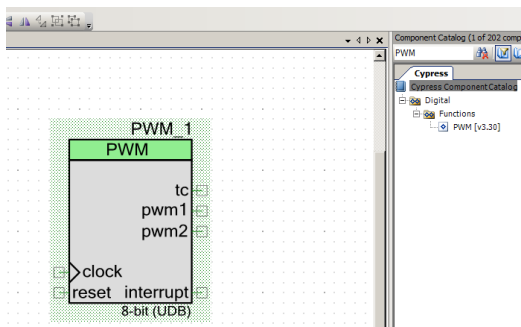 Component Catalog (1 of 202 comp
PWM
Cypress
Cypress Component Catalog
Digital
Functions
PWM [v3.30]
PWM_1
PWM
tc
pwm1
pwm2
clock
reset interrupt
8-bit (UDB)